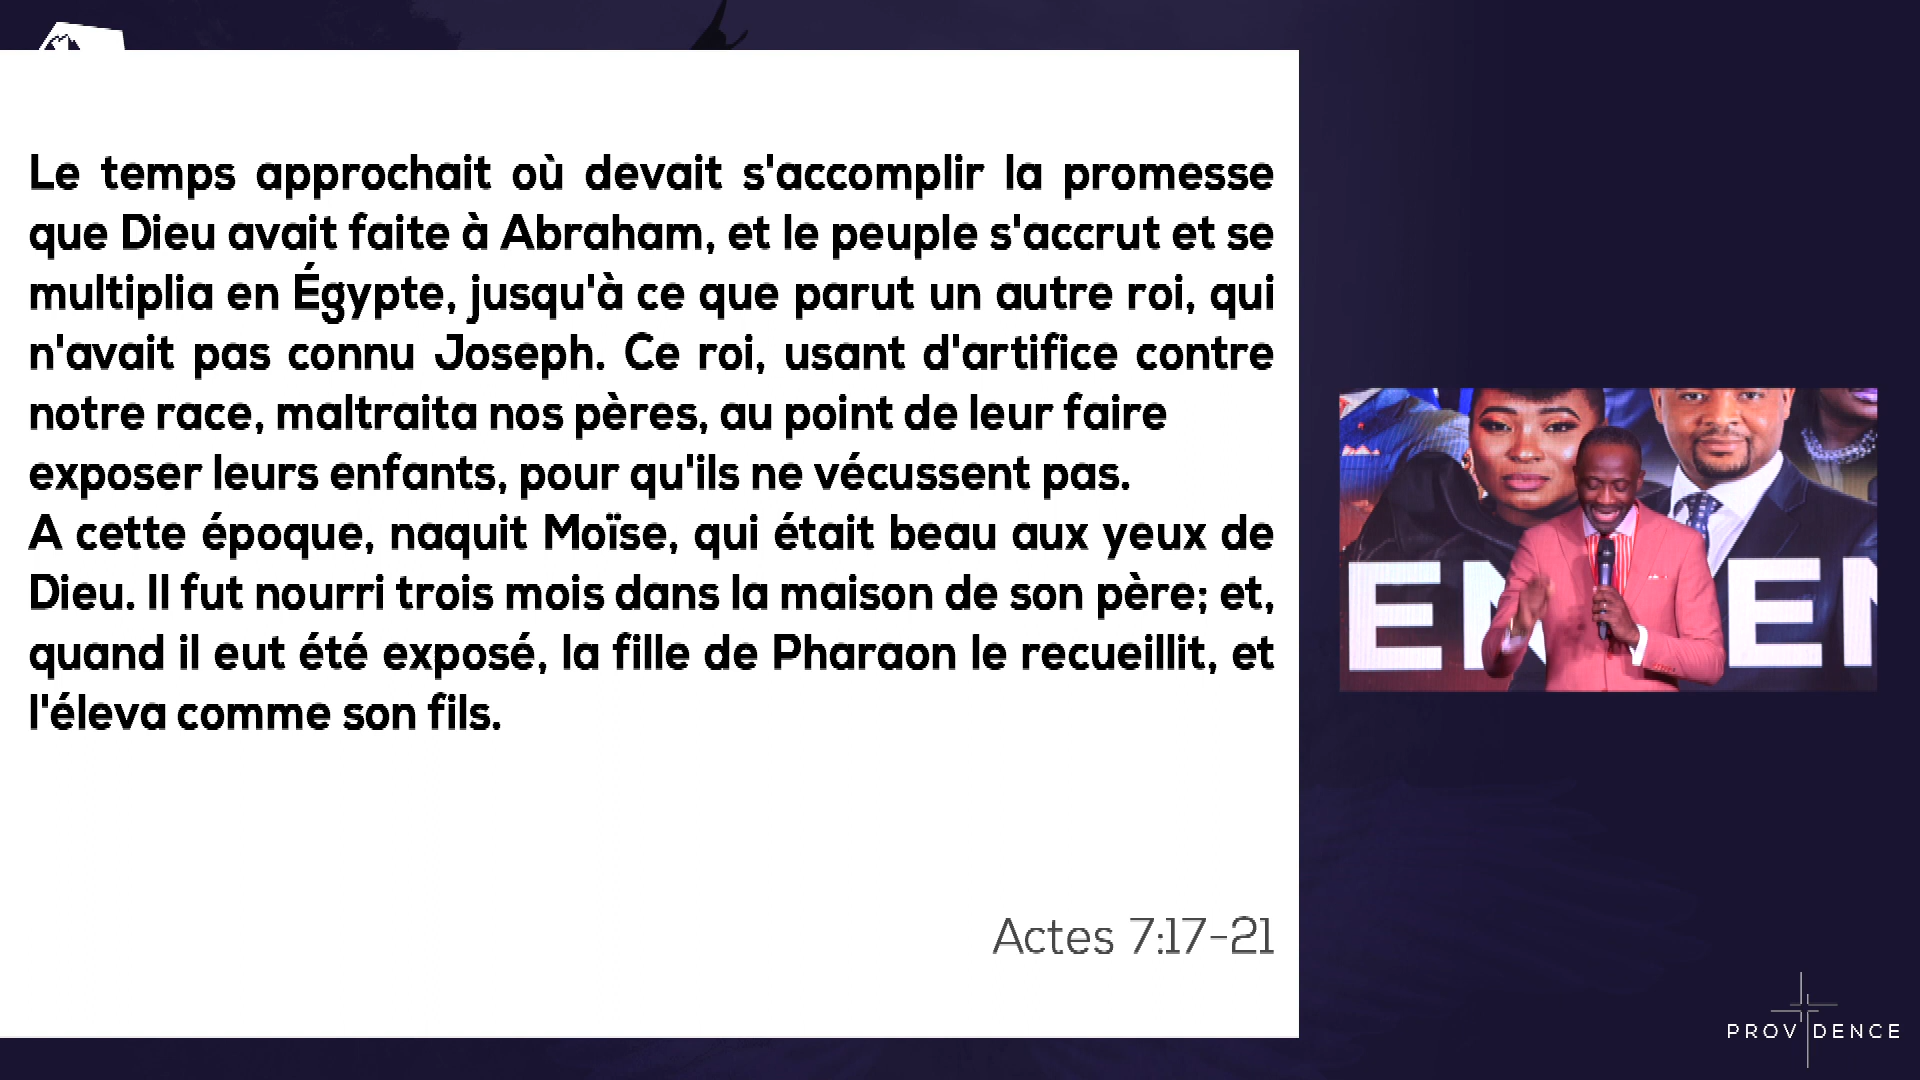 Le temps approchait où devait s'accomplir la promesse
que Dieu avait faite à Abraham, et le peuple s'accrut et se
multiplia en Égypte, jusqu'à ce que parut un autre roi, qui
n'avait pas connu Joseph. Ce roi, usant d'artifice contre
notre race, maltraita nos pères, au point de leur faire
exposer leurs enfants, pour qu'ils ne vécussent pas.
A cette époque, naquit Moïse, qui était beau aux yeux de
Dieu. Il fut nourri trois mois dans la maison de son père; et,
quand il eut été exposé, la fille de Pharaon le recueillit, et
l'éleva comme son fils.
Actes 7:17-21
EN EN
PROVIDENCE